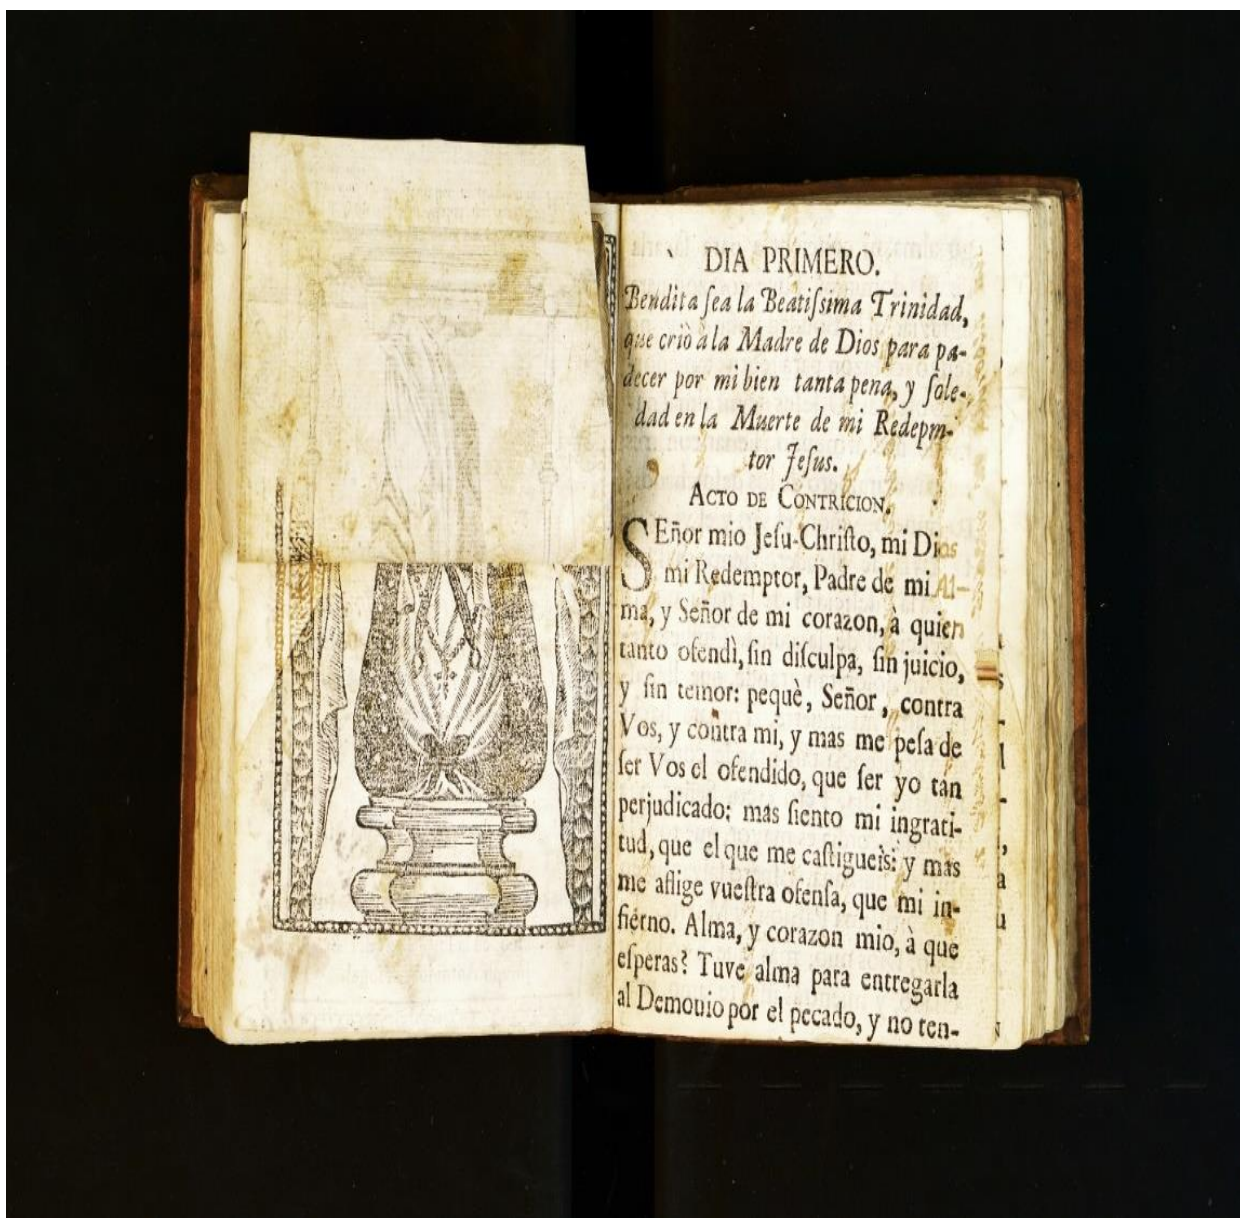 DIA PRIMERO.
Bendita ſea la Beatiſsima Trinidad,
que criò à la Madre de Dios para pa-
decer por mi bien tanta pena, y ſole-
dad en la Muerte de mi Redepm-
tor Jeſus.
ACTO DE CONTRICION.
SEñor mio Jeſu-Chriſto, mi Dios
mi Redemptor, Padre de mi Al-
ma, y Señor de mi corazon, à quien
tanto ofendì, ſin diſculpa, ſin juicio,
y ſin temor: pequè, Señor, contra
Vos, y contra mi, y mas me peſa de
ſer Vos el ofendido, que ſer yo tan
perjudicado; mas ſiento mi ingrati-
tud, que el que me caſtigueis: y mas
me aflige vueſtra ofenſa, que mi in-
fierno. Alma, y corazon mio, à que
eſperas? Tuve alma para entregarla
al Demouio por el pecado, y no ten-